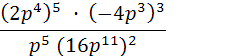 (2p⁴)⁵ · (−4p³)³
p⁵ (16p¹¹)²